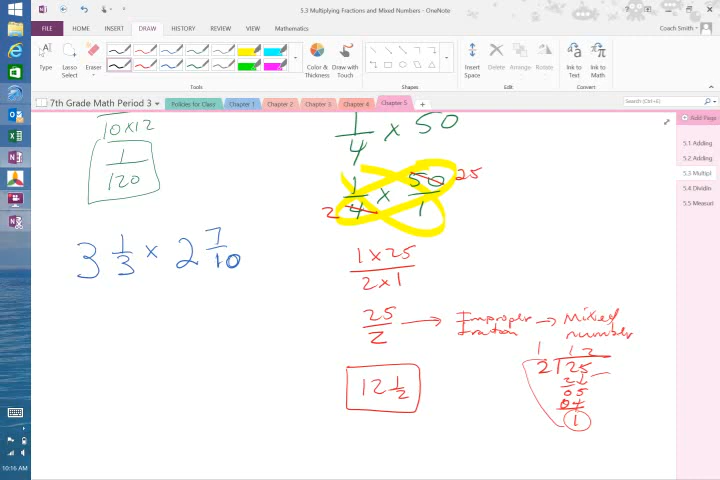 5.3 Multiplying Fractions and Mixed Numbers - OneNote
Coach Smith
FILE HOME INSERT DRAW HISTORY REVIEW VIEW Mathematics
Type
Lasso Select
Eraser
Color & Thickness
Draw with Touch
Insert Space
Delete
Arrange
Rotate
Ink to Text
Ink to Math
Tools
Shapes
Edit
Convert
7th Grade Math Period 3
Policies for Class
Chapter 1
Chapter 2
Chapter 3
Chapter 4
Chapter 5
Search (Ctrl+E)
Add Page
5.1 Adding
5.2 Adding
5.3 Multipl
5.4 Dividin
5.5 Measuri
10x12
1
120
3 1/3 x 2 7/10
1/4 x 50
1/4 x 50/1
2
25
1 x 25
2 x 1
25/2 → Improper Fraction → Mixed number
12 1/2
1 12
2 25
2↓
05
04
1
10:16 AM